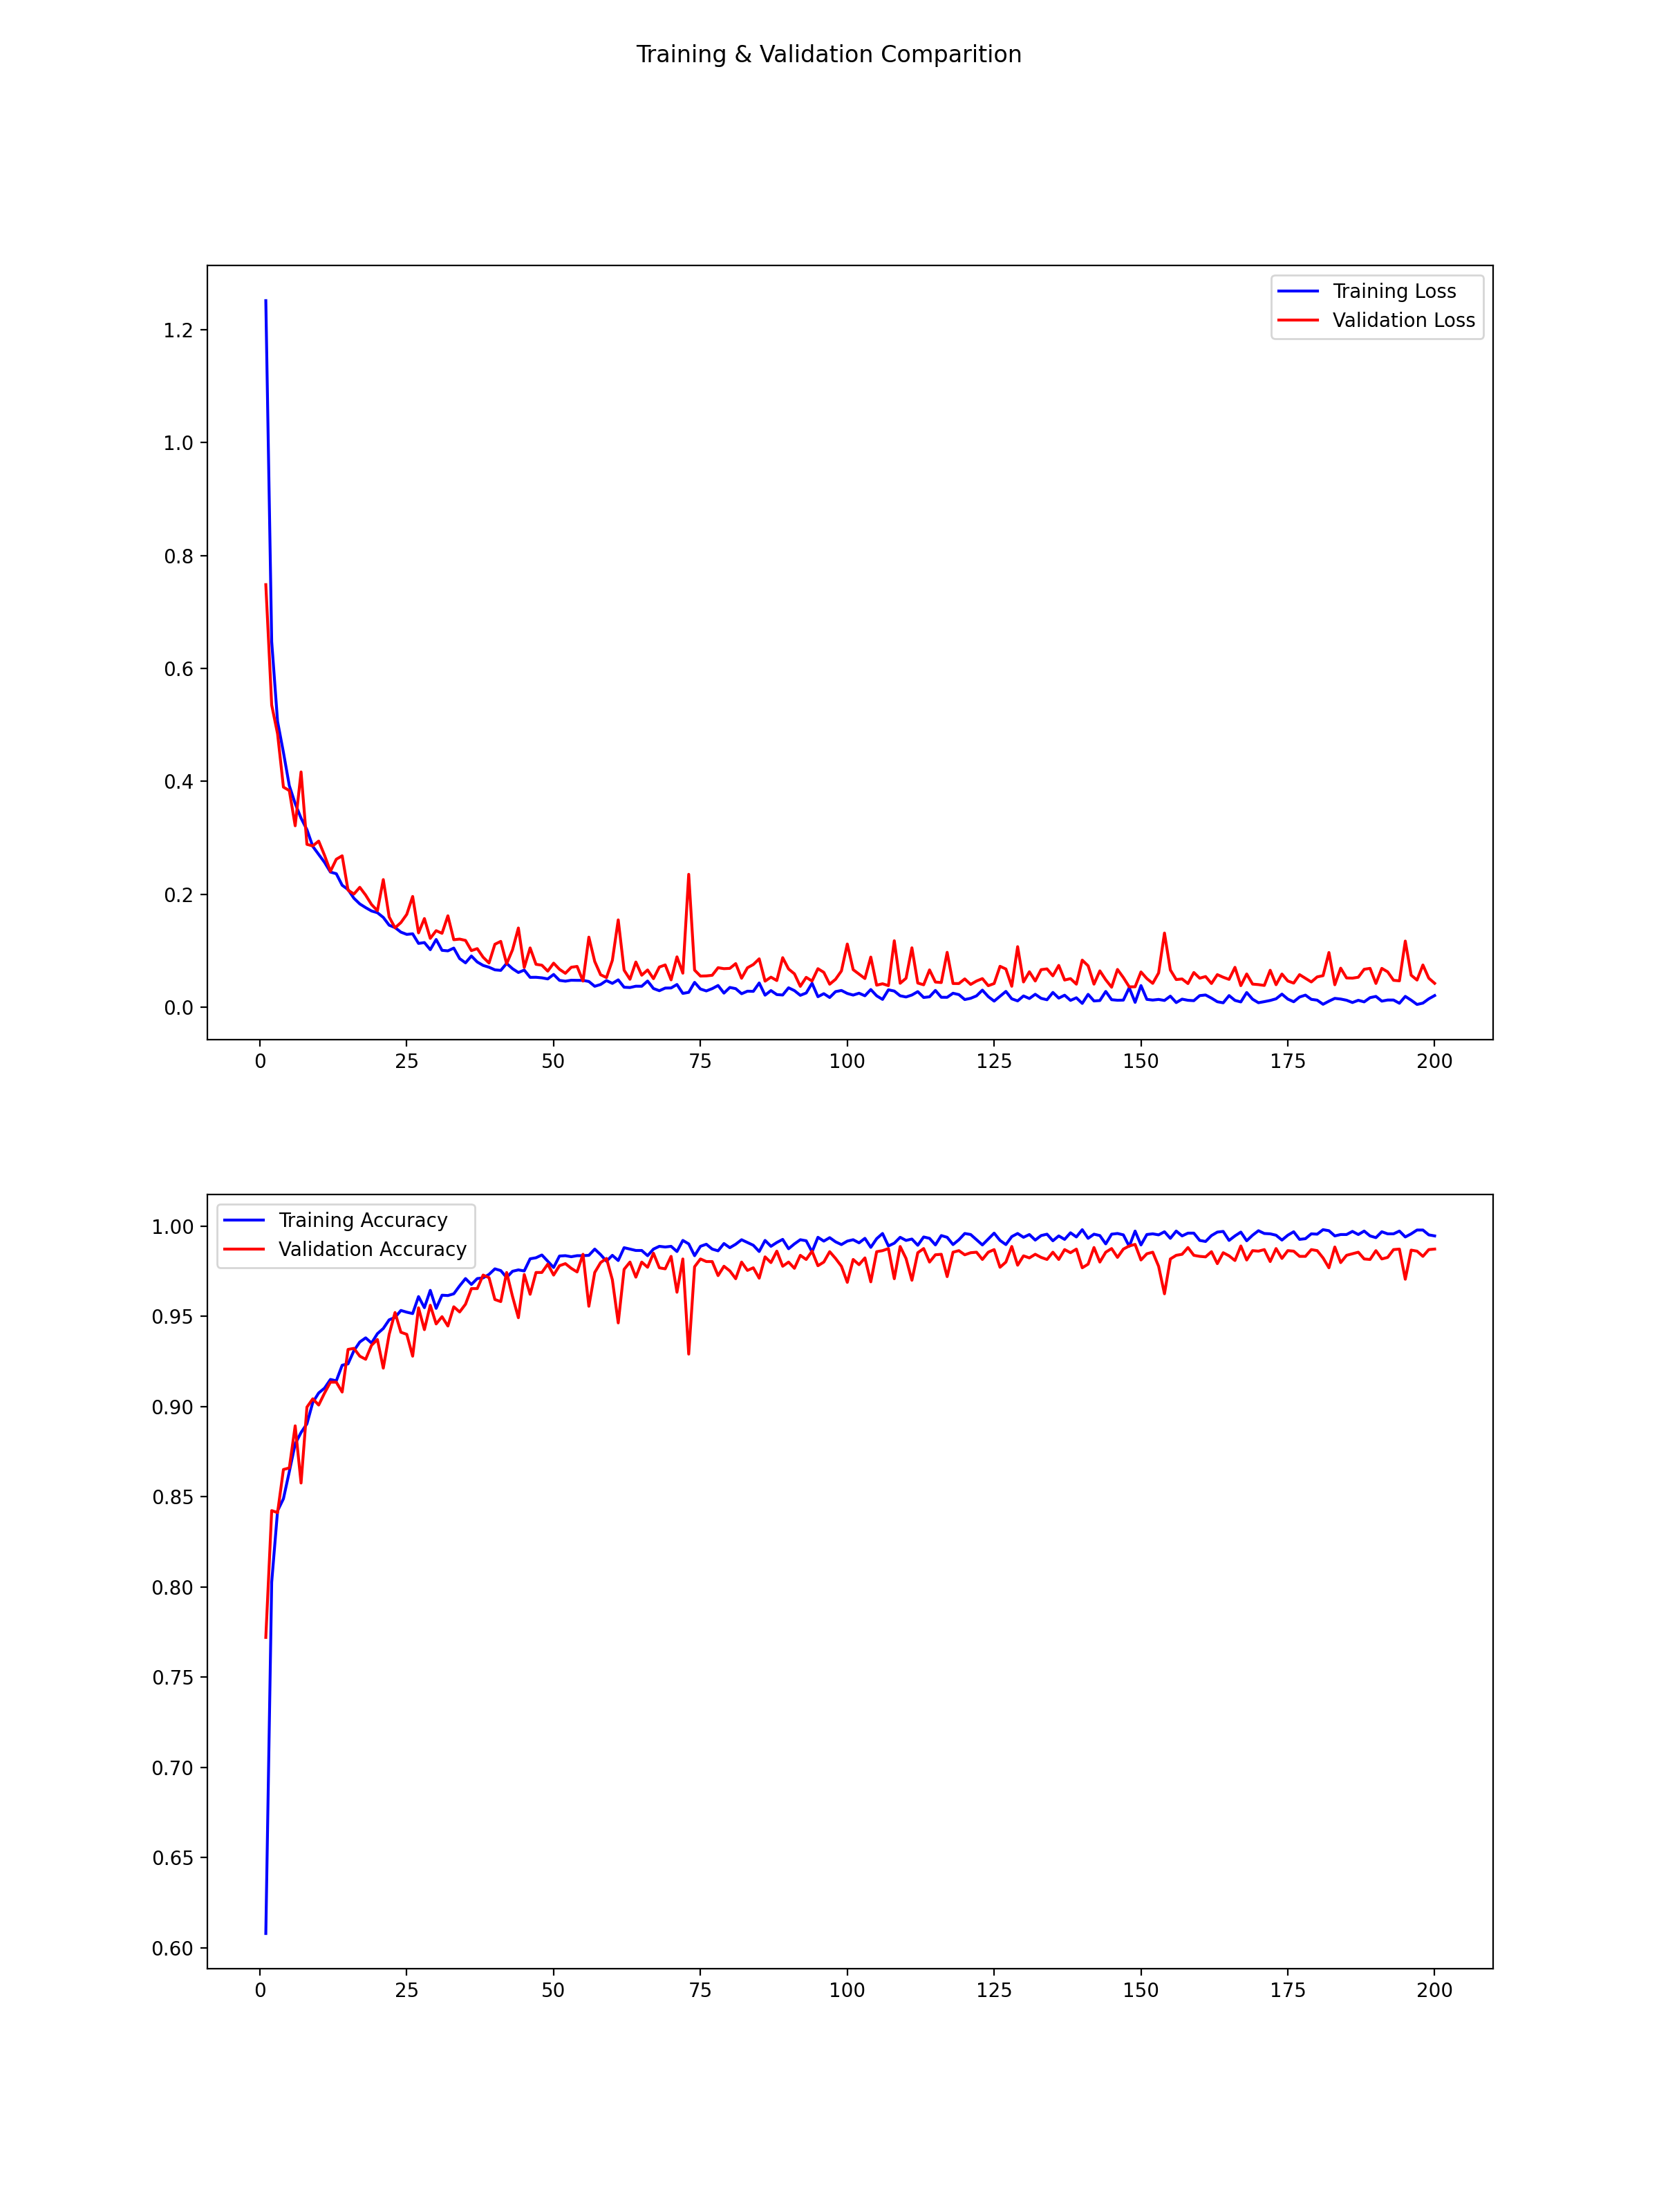 Training & Validation Comparition
Training Loss
Validation Loss
1.2
1.0
0.8
0.6
0.4
0.2
0.0
0 25 50 75 100 125 150 175 200
Training Accuracy
Validation Accuracy
1.00
0.95
0.90
0.85
0.80
0.75
0.70
0.65
0.60
0 25 50 75 100 125 150 175 200